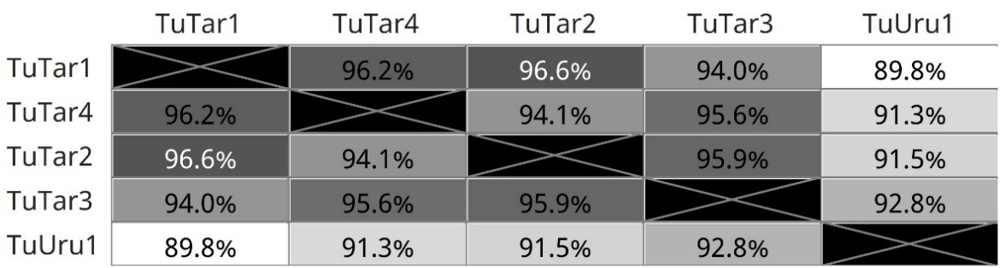 TuTar1 TuTar4 TuTar2 TuTar3 TuUru1
TuTar1 96.2% 96.6% 94.0% 89.8%
TuTar4 96.2% 94.1% 95.6% 91.3%
TuTar2 96.6% 94.1% 95.9% 91.5%
TuTar3 94.0% 95.6% 95.9% 92.8%
TuUru1 89.8% 91.3% 91.5% 92.8%